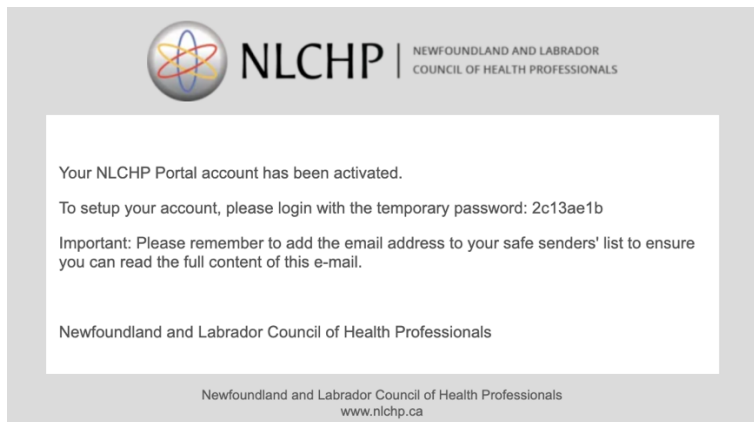 NLCHP | NEWFOUNDLAND AND LABRADOR
COUNCIL OF HEALTH PROFESSIONALS
Your NLCHP Portal account has been activated.
To setup your account, please login with the temporary password: 2c13ae1b
Important: Please remember to add the email address to your safe senders' list to ensure
you can read the full content of this e-mail.
Newfoundland and Labrador Council of Health Professionals
Newfoundland and Labrador Council of Health Professionals
www.nlchp.ca